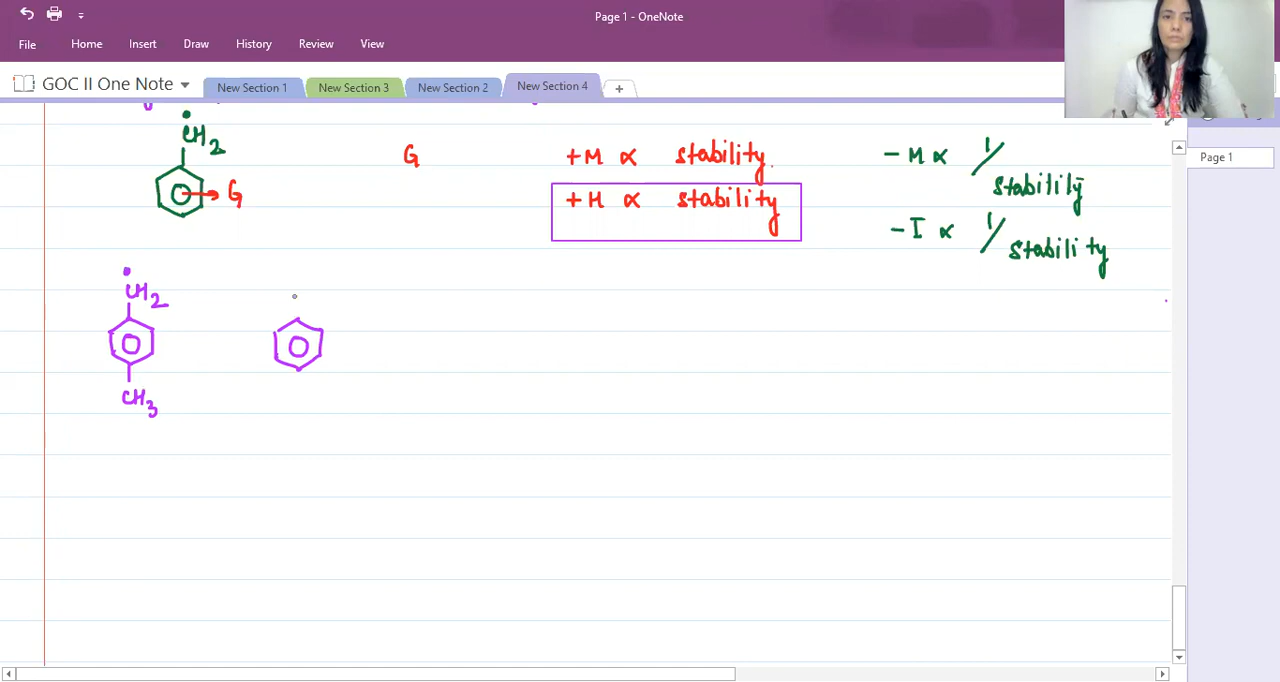 Page 1 - OneNote
File Home Insert Draw History Review View
GOC II One Note New Section 1 New Section 3 New Section 2 New Section 4 +
Page 1
ĊH2
G
G
+M ∝ stability
+H ∝ stability
-M ∝ 1/stability
-I ∝ 1/stability
ĊH2
CH3